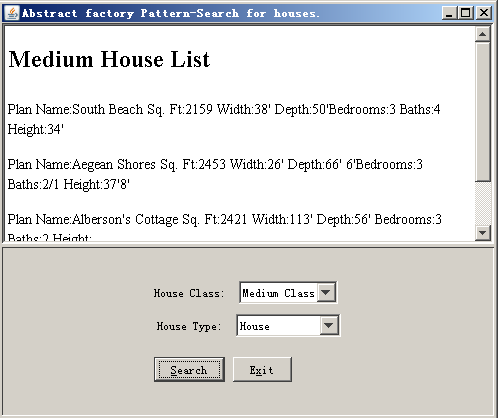 Abstract factory Pattern-Search for houses.
Medium House List
Plan Name:South Beach Sq. Ft:2159 Width:38' Depth:50'Bedrooms:3 Baths:4
Height:34'
Plan Name:Aegean Shores Sq. Ft:2453 Width:26' Depth:66' 6'Bedrooms:3
Baths:2/1 Height:37'8'
Plan Name:Alberson's Cottage Sq. Ft:2421 Width:113' Depth:56' Bedrooms:3
Baths:2 Height:
House Class: Medium Class
House Type: House
Search Exit